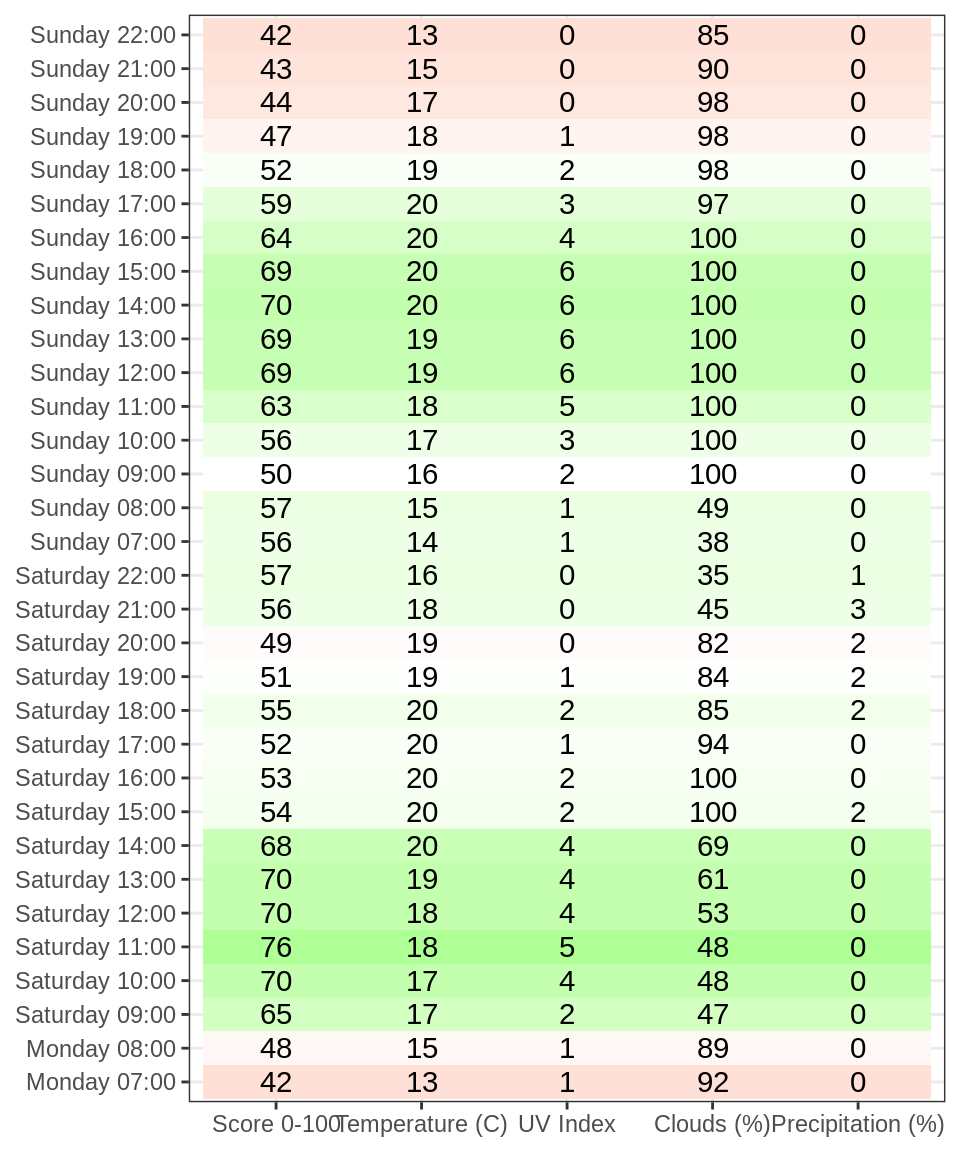 Sunday 22:00 42 13 0 85 0
Sunday 21:00 43 15 0 90 0
Sunday 20:00 44 17 0 98 0
Sunday 19:00 47 18 1 98 0
Sunday 18:00 52 19 2 98 0
Sunday 17:00 59 20 3 97 0
Sunday 16:00 64 20 4 100 0
Sunday 15:00 69 20 6 100 0
Sunday 14:00 70 20 6 100 0
Sunday 13:00 69 19 6 100 0
Sunday 12:00 69 19 6 100 0
Sunday 11:00 63 18 5 100 0
Sunday 10:00 56 17 3 100 0
Sunday 09:00 50 16 2 100 0
Sunday 08:00 57 15 1 49 0
Sunday 07:00 56 14 1 38 0
Saturday 22:00 57 16 0 35 1
Saturday 21:00 56 18 0 45 3
Saturday 20:00 49 19 0 82 2
Saturday 19:00 51 19 1 84 2
Saturday 18:00 55 20 2 85 2
Saturday 17:00 52 20 1 94 0
Saturday 16:00 53 20 2 100 0
Saturday 15:00 54 20 2 100 2
Saturday 14:00 68 20 4 69 0
Saturday 13:00 70 19 4 61 0
Saturday 12:00 70 18 4 53 0
Saturday 11:00 76 18 5 48 0
Saturday 10:00 70 17 4 48 0
Saturday 09:00 65 17 2 47 0
Monday 08:00 48 15 1 89 0
Monday 07:00 42 13 1 92 0
Score 0-100 Temperature (C) UV Index Clouds (%) Precipitation (%)